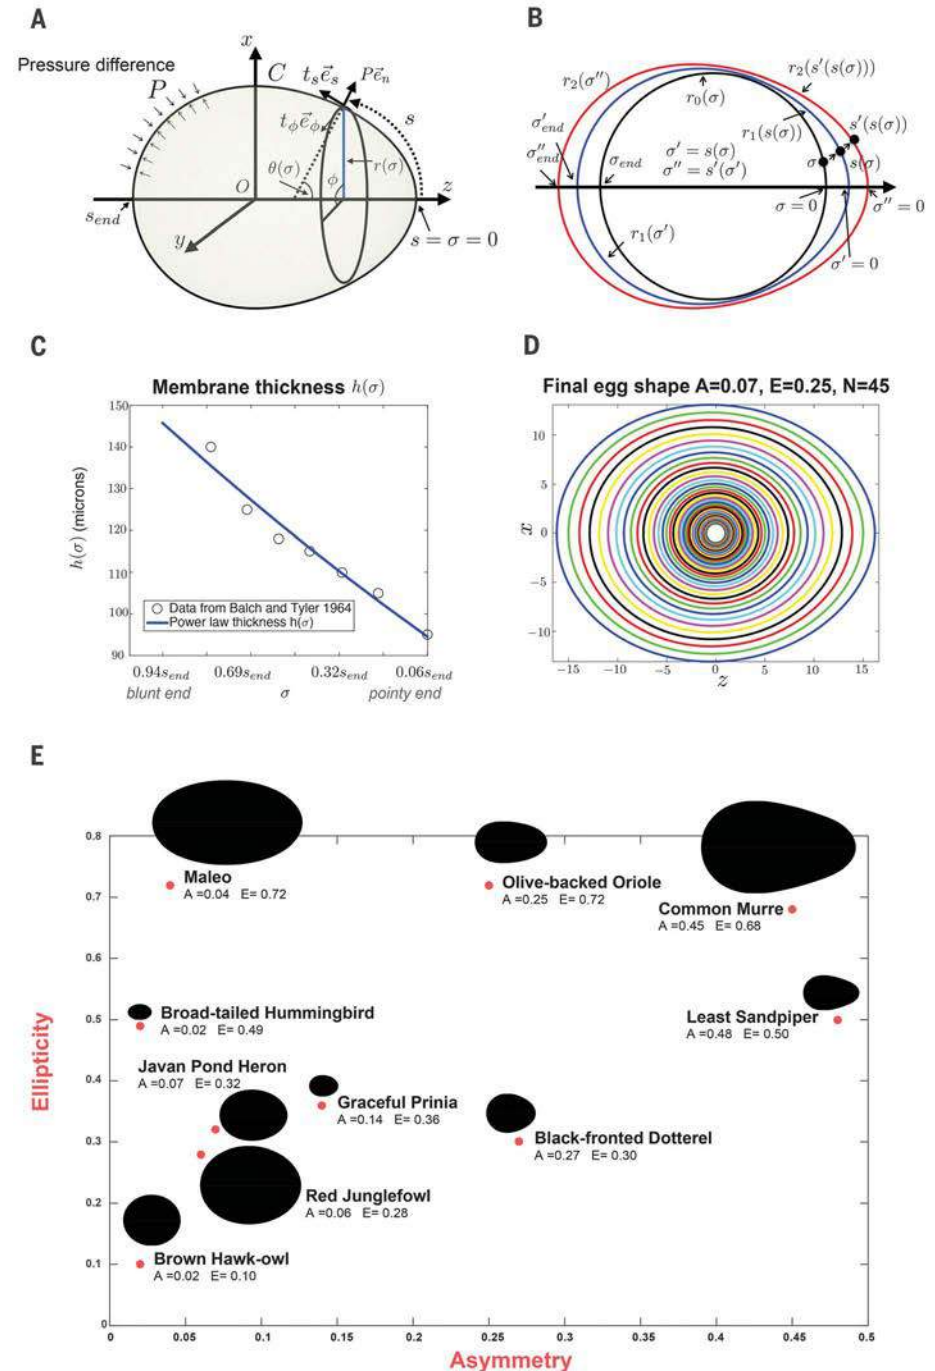 A
Pressure difference
P
x
C
t_s e⃗_s
Pe⃗_n
t_ϕ e⃗_ϕ
s
θ(σ)
ϕ
r(σ)
O
z
s_end
y
s = σ = 0
B
r_2(σ'')
r_2(s'(s(σ)))
r_0(σ)
r_1(s(σ))
s'(s(σ))
σ'_end
σ''_end
σ_end
σ' = s(σ)
σ'' = s'(σ')
σ
s(σ)
σ = 0
σ'' = 0
r_1(σ')
σ' = 0
C
Membrane thickness h(σ)
150
140
130
120
110
100
90
h(σ) (microns)
Data from Balch and Tyler 1964
Power law thickness h(σ)
0.94s_end
0.69s_end
0.32s_end
0.06s_end
blunt end
σ
pointy end
D
Final egg shape A=0.07, E=0.25, N=45
10
5
0
−5
−10
x
−15
−10
−5
0
5
10
15
z
E
0.8
0.7
0.6
0.5
0.4
0.3
0.2
0.1
0
0.05
0.1
0.15
0.2
0.25
0.3
0.35
0.4
0.45
0.5
Ellipticity
Asymmetry
Maleo
A =0.04 E= 0.72
Olive-backed Oriole
A =0.25 E= 0.72
Common Murre
A=0.45 E= 0.68
Broad-tailed Hummingbird
A =0.02 E= 0.49
Least Sandpiper
A =0.48 E= 0.50
Javan Pond Heron
A =0.07 E= 0.32
Graceful Prinia
A =0.14 E= 0.36
Black-fronted Dotterel
A =0.27 E= 0.30
Red Junglefowl
A =0.06 E= 0.28
Brown Hawk-owl
A =0.02 E= 0.10